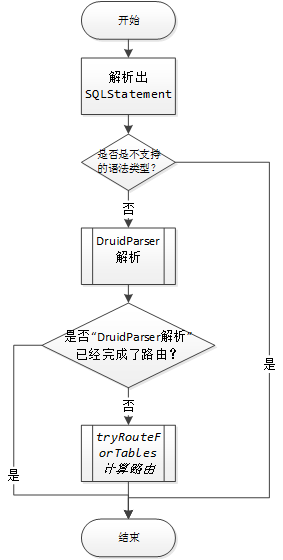 开始
解析出
SQLStatement
是否是不支持
的语法类型?
否
DruidParser
解析
是
是否“DruidParser解析”
已经完成了路由?
否
tryRouteF
orTables
计算路由
是
结束